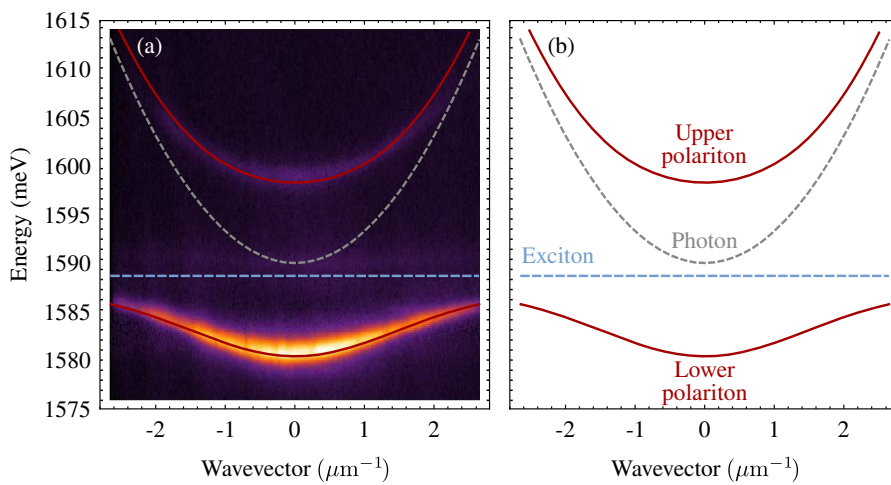 1615
1610
1605
1600
1595
1590
1585
1580
1575
Energy (meV)
(a)
-2 -1 0 1 2
Wavevector (μm⁻¹)
(b)
Upper
polariton
Photon
Exciton
Lower
polariton
-2 -1 0 1 2
Wavevector (μm⁻¹)